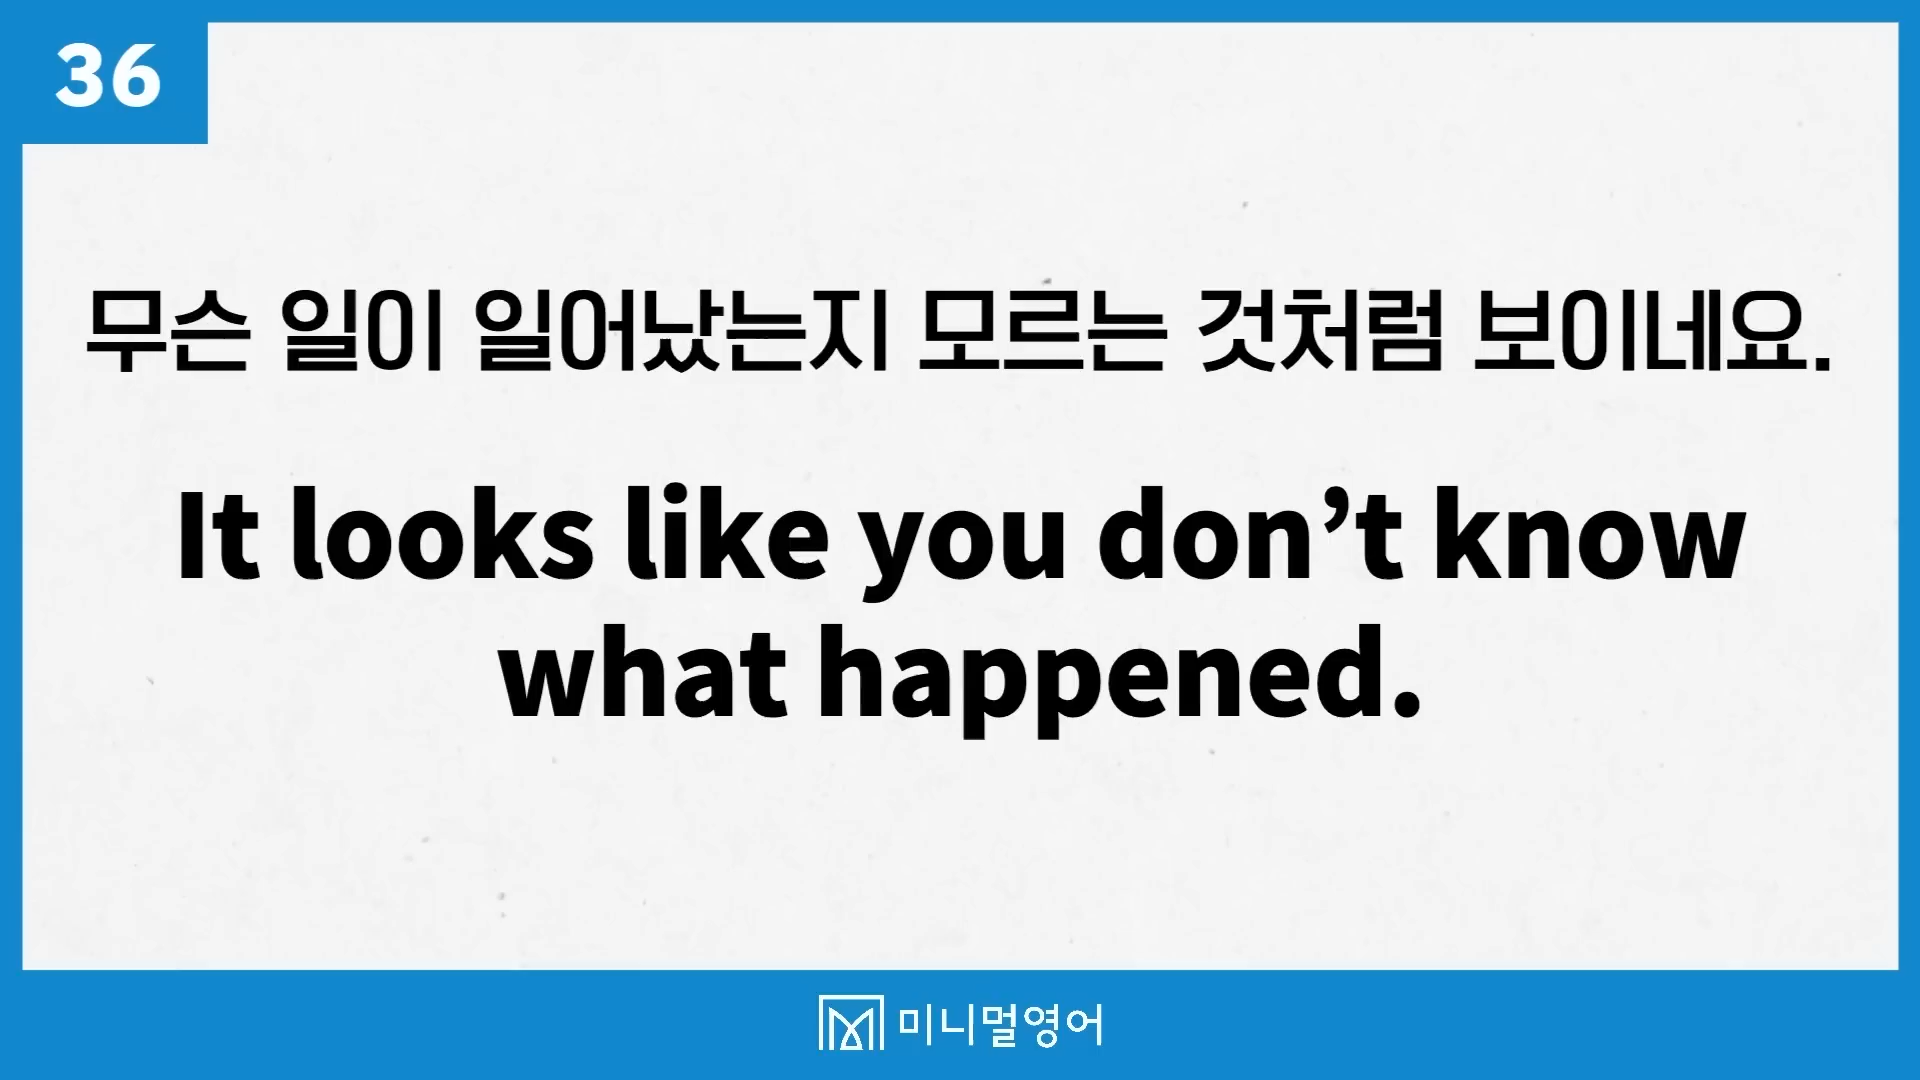 36
무슨 일이 일어났는지 모르는 것처럼 보이네요.
It looks like you don’t know
what happened.
미니멀영어